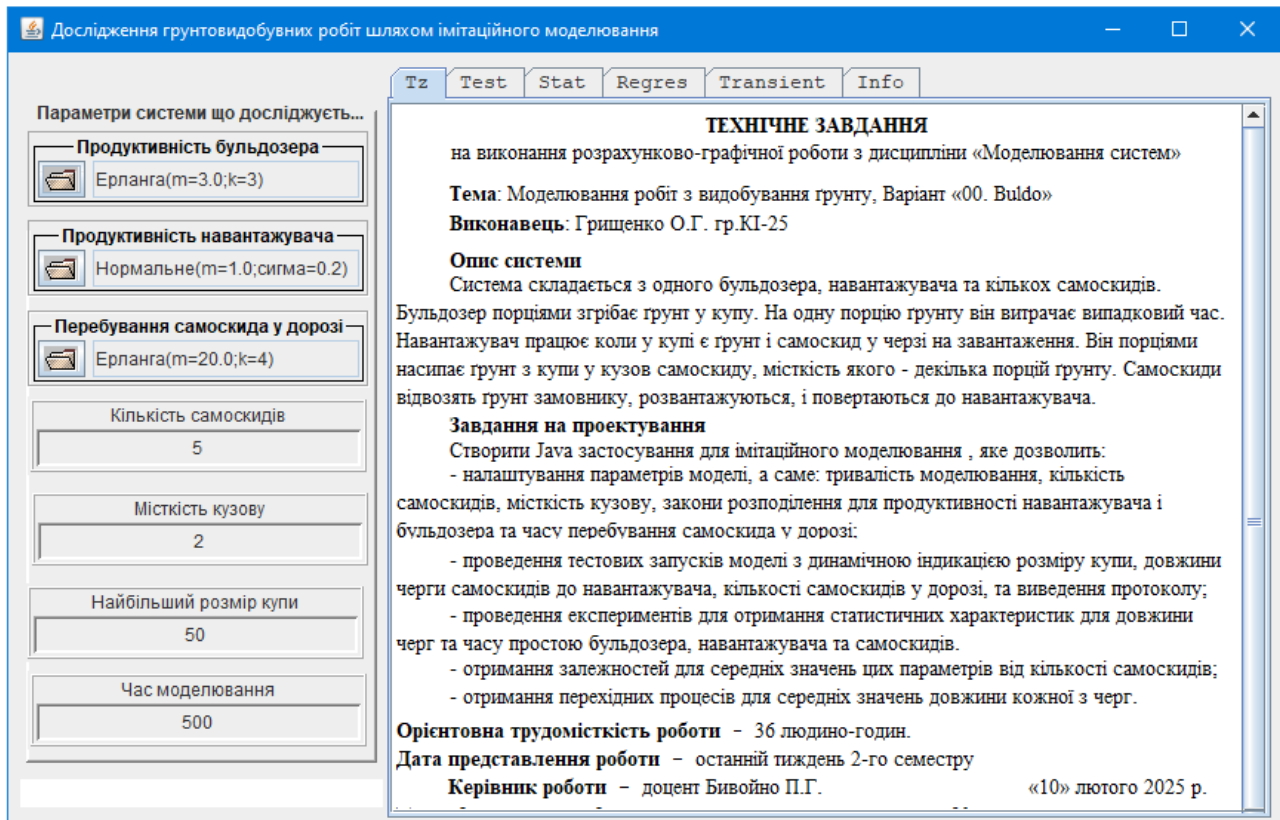 Дослідження грунтовидобувних робіт шляхом імітаційного моделювання
Параметри системи що досліджуєть...
Продуктивність бульдозера
Ерланга(m=3.0;k=3)
Продуктивність навантажувача
Нормальне(m=1.0;сигма=0.2)
Перебування самоскида у дорозі
Ерланга(m=20.0;k=4)
Кількість самоскидів
5
Місткість кузову
2
Найбільший розмір купи
50
Час моделювання
500
Tz Test Stat Regres Transient Info
ТЕХНІЧНЕ ЗАВДАННЯ
на виконання розрахунково-графічної роботи з дисципліни «Моделювання систем»
Тема: Моделювання робіт з видобування ґрунту, Варіант «00. Buldo»
Виконавець: Грищенко О.Г. гр.КІ-25
Опис системи
Система складається з одного бульдозера, навантажувача та кількох самоскидів.
Бульдозер порціями згрібає ґрунт у купу. На одну порцію ґрунту він витрачає випадковий час.
Навантажувач працює коли у купі є ґрунт і самоскид у черзі на завантаження. Він порціями
насипає ґрунт з купи у кузов самоскиду, місткість якого - декілька порцій ґрунту. Самоскиди
відвозять ґрунт замовнику, розвантажуються, і повертаються до навантажувача.
Завдання на проектування
Створити Java застосування для імітаційного моделювання , яке дозволить:
- налаштування параметрів моделі, а саме: тривалість моделювання, кількість
самоскидів, місткість кузову, закони розподілення для продуктивності навантажувача і
бульдозера та часу перебування самоскида у дорозі;
- проведення тестових запусків моделі з динамічною індикацією розміру купи, довжини
черги самоскидів до навантажувача, кількості самоскидів у дорозі, та виведення протоколу;
- проведення експериментів для отримання статистичних характеристик для довжини
черг та часу простою бульдозера, навантажувача та самоскидів.
- отримання залежностей для середніх значень цих параметрів від кількості самоскидів;
- отримання перехідних процесів для середніх значень довжини кожної з черг.
Орієнтовна трудомісткість роботи – 36 людино-годин.
Дата представлення роботи – останній тиждень 2-го семестру
Керівник роботи – доцент Бивойно П.Г. «10» лютого 2025 р.